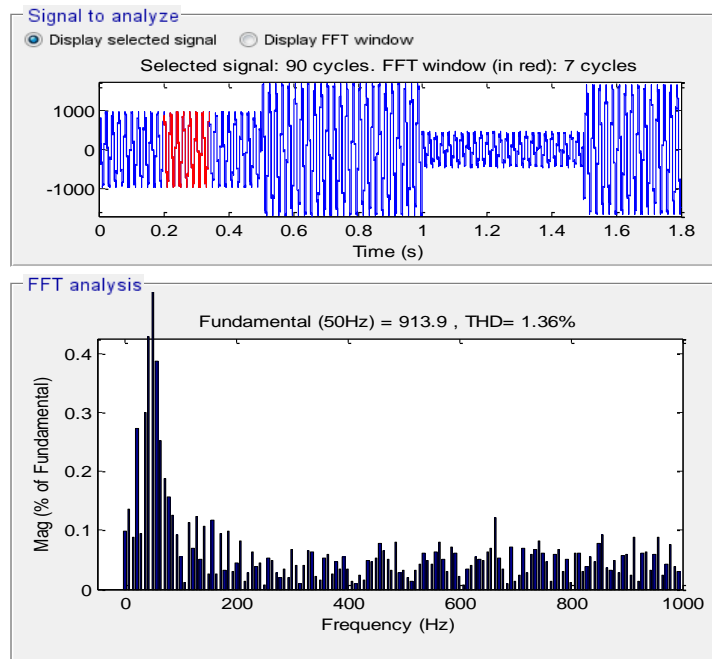 Signal to analyze
Display selected signal Display FFT window
Selected signal: 90 cycles. FFT window (in red): 7 cycles
1000
0
-1000
0 0.2 0.4 0.6 0.8 1 1.2 1.4 1.6 1.8
Time (s)
FFT analysis
Fundamental (50Hz) = 913.9 , THD= 1.36%
0.4
0.3
0.2
0.1
0
Mag (% of Fundamental)
0 200 400 600 800 1000
Frequency (Hz)